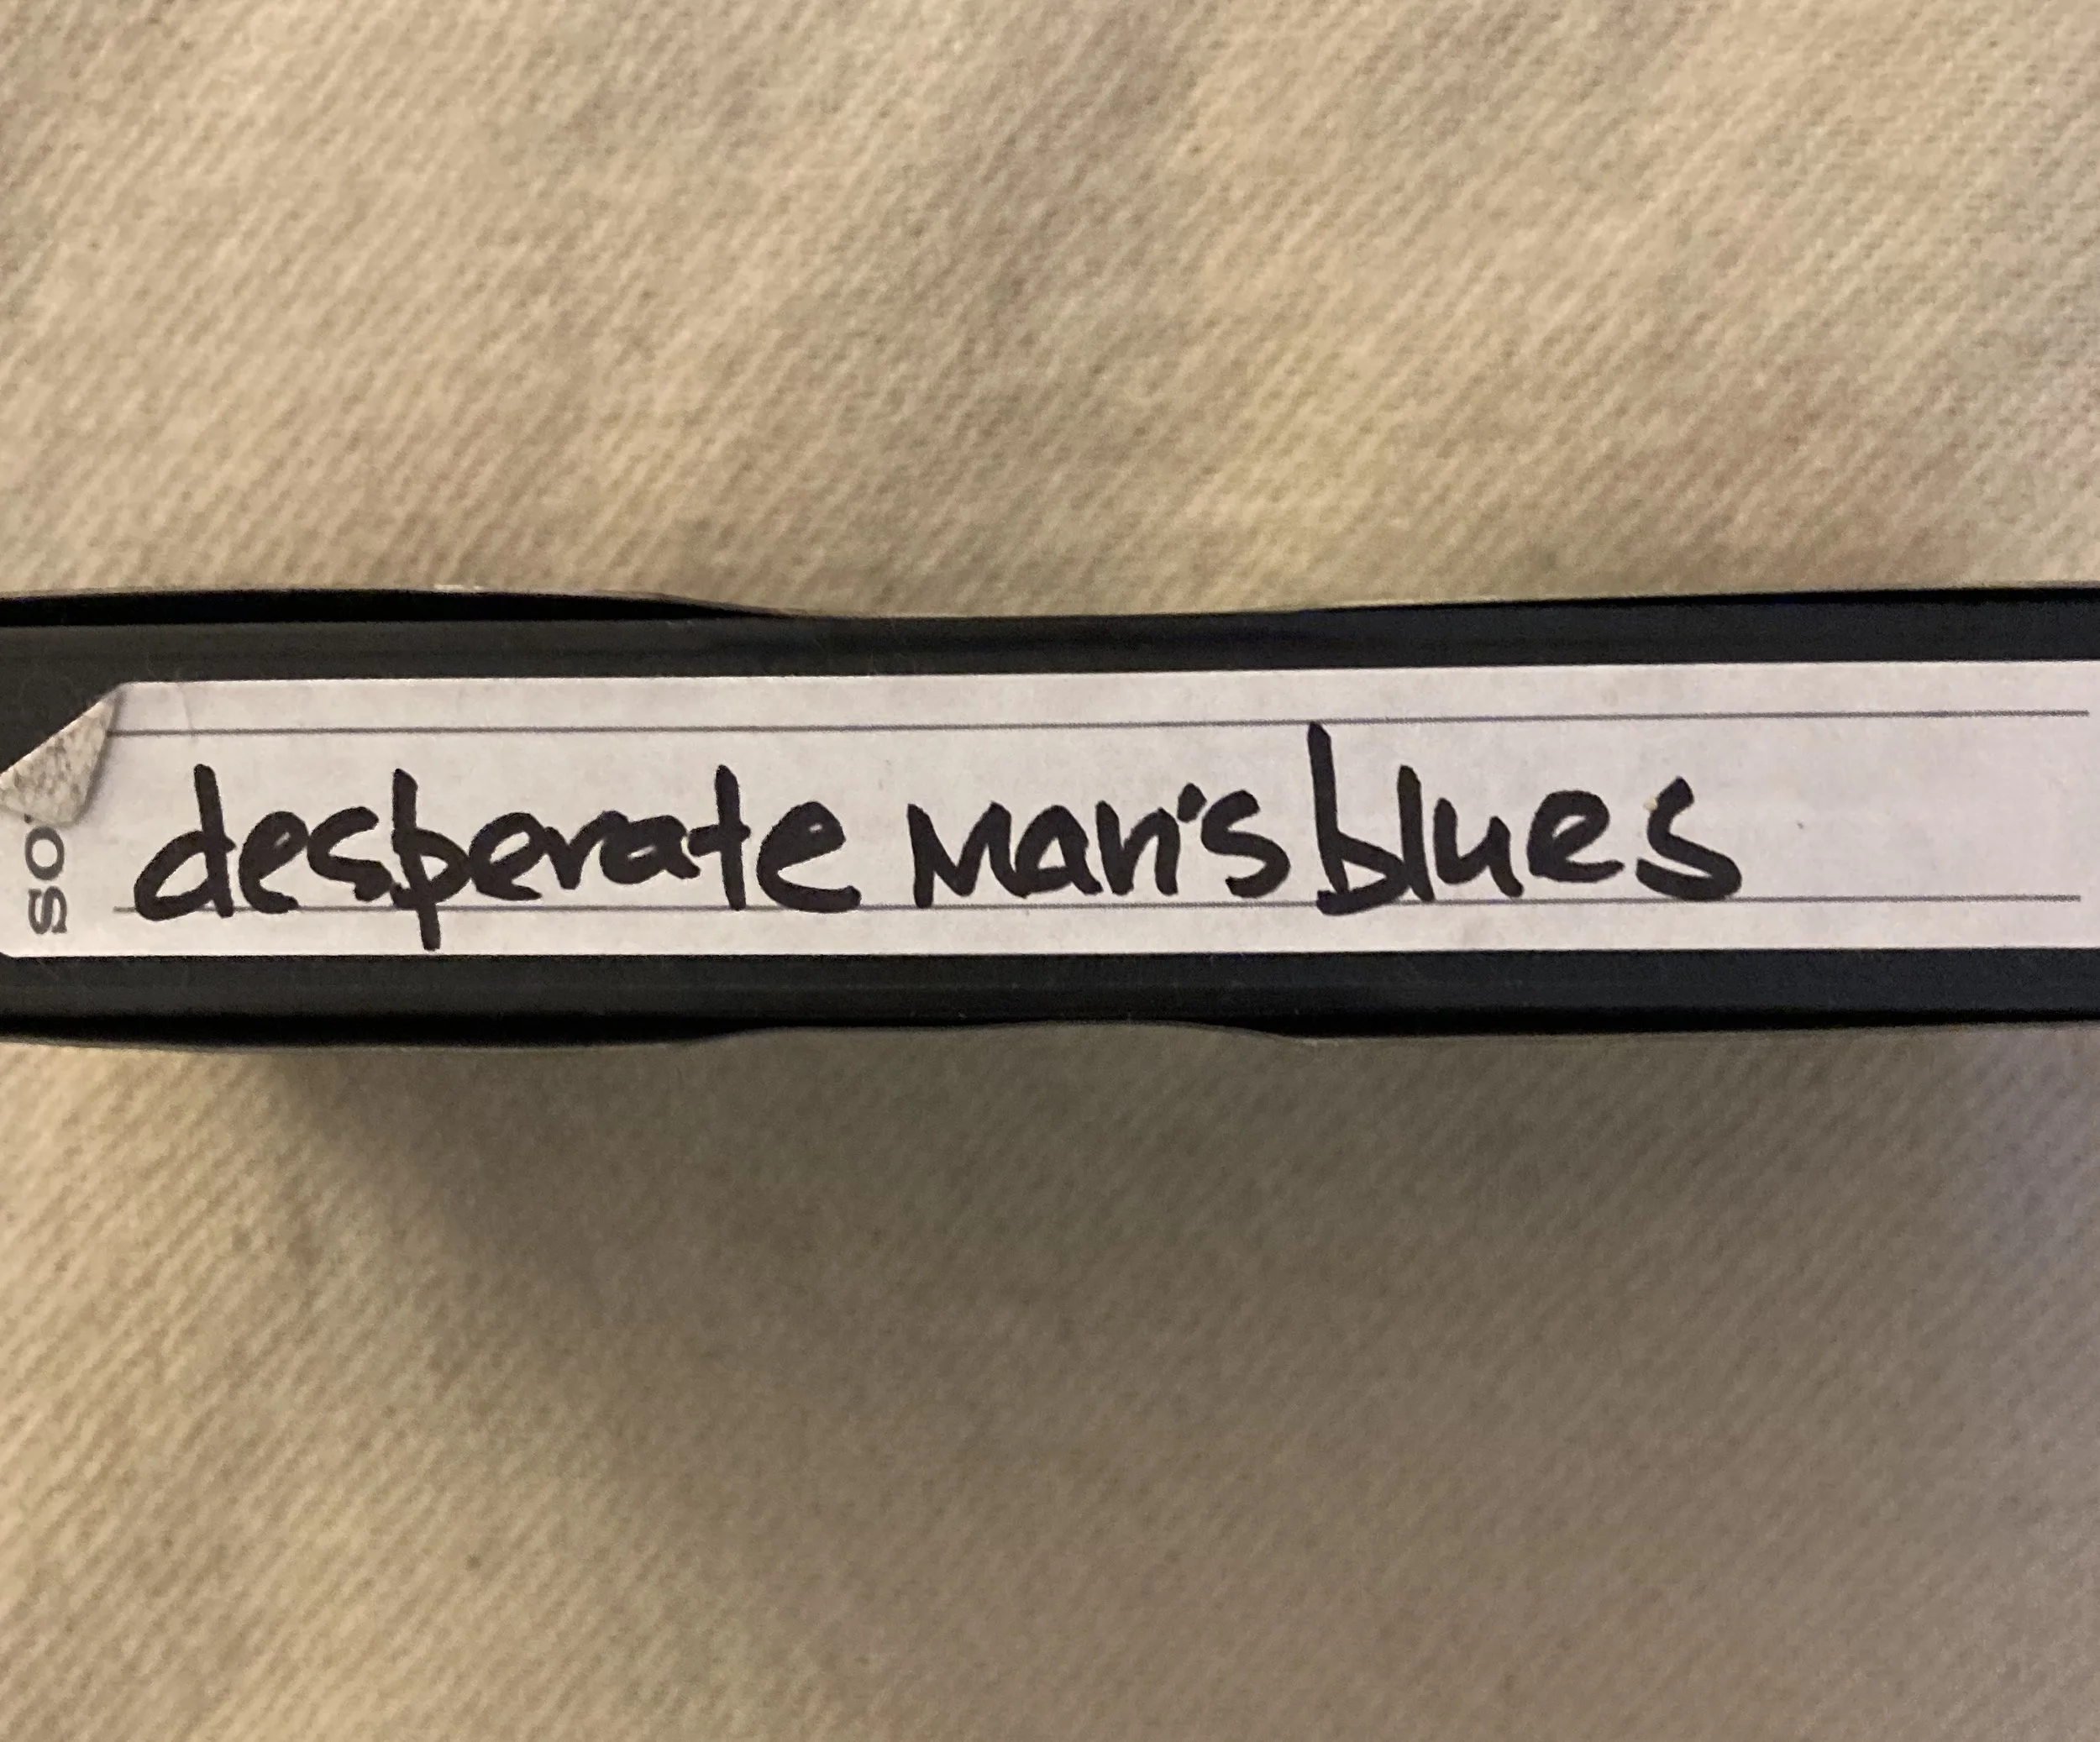 desperate man's blues
SO